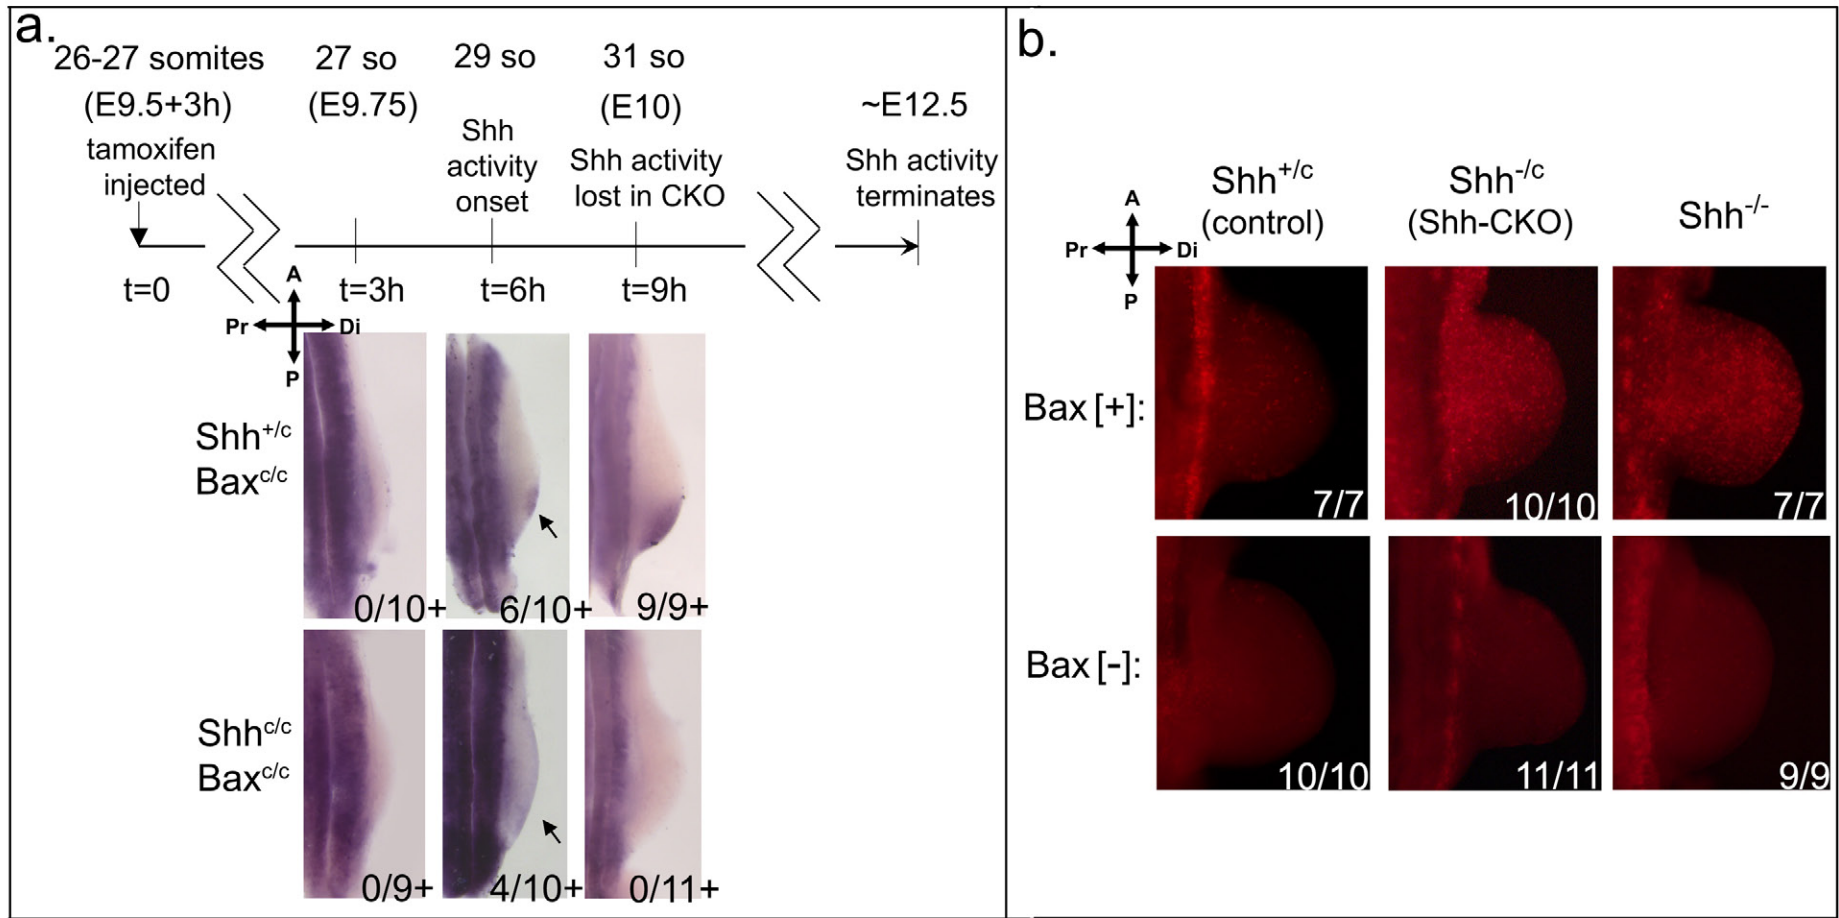 a.
26-27 somites
(E9.5+3h)
tamoxifen
injected
27 so
(E9.75)
29 so
Shh
activity
onset
31 so
(E10)
Shh activity
lost in CKO
~E12.5
Shh activity
terminates
t=0
t=3h
t=6h
t=9h
A
Pr Di
P
Shh+/c
Baxc/c
0/10+
6/10+
9/9+
Shhc/c
Baxc/c
0/9+
4/10+
0/11+
b.
A
Pr Di
P
Shh+/c
(control)
Shh-/c
(Shh-CKO)
Shh-/-
Bax [+]:
7/7
10/10
7/7
Bax [-]:
10/10
11/11
9/9